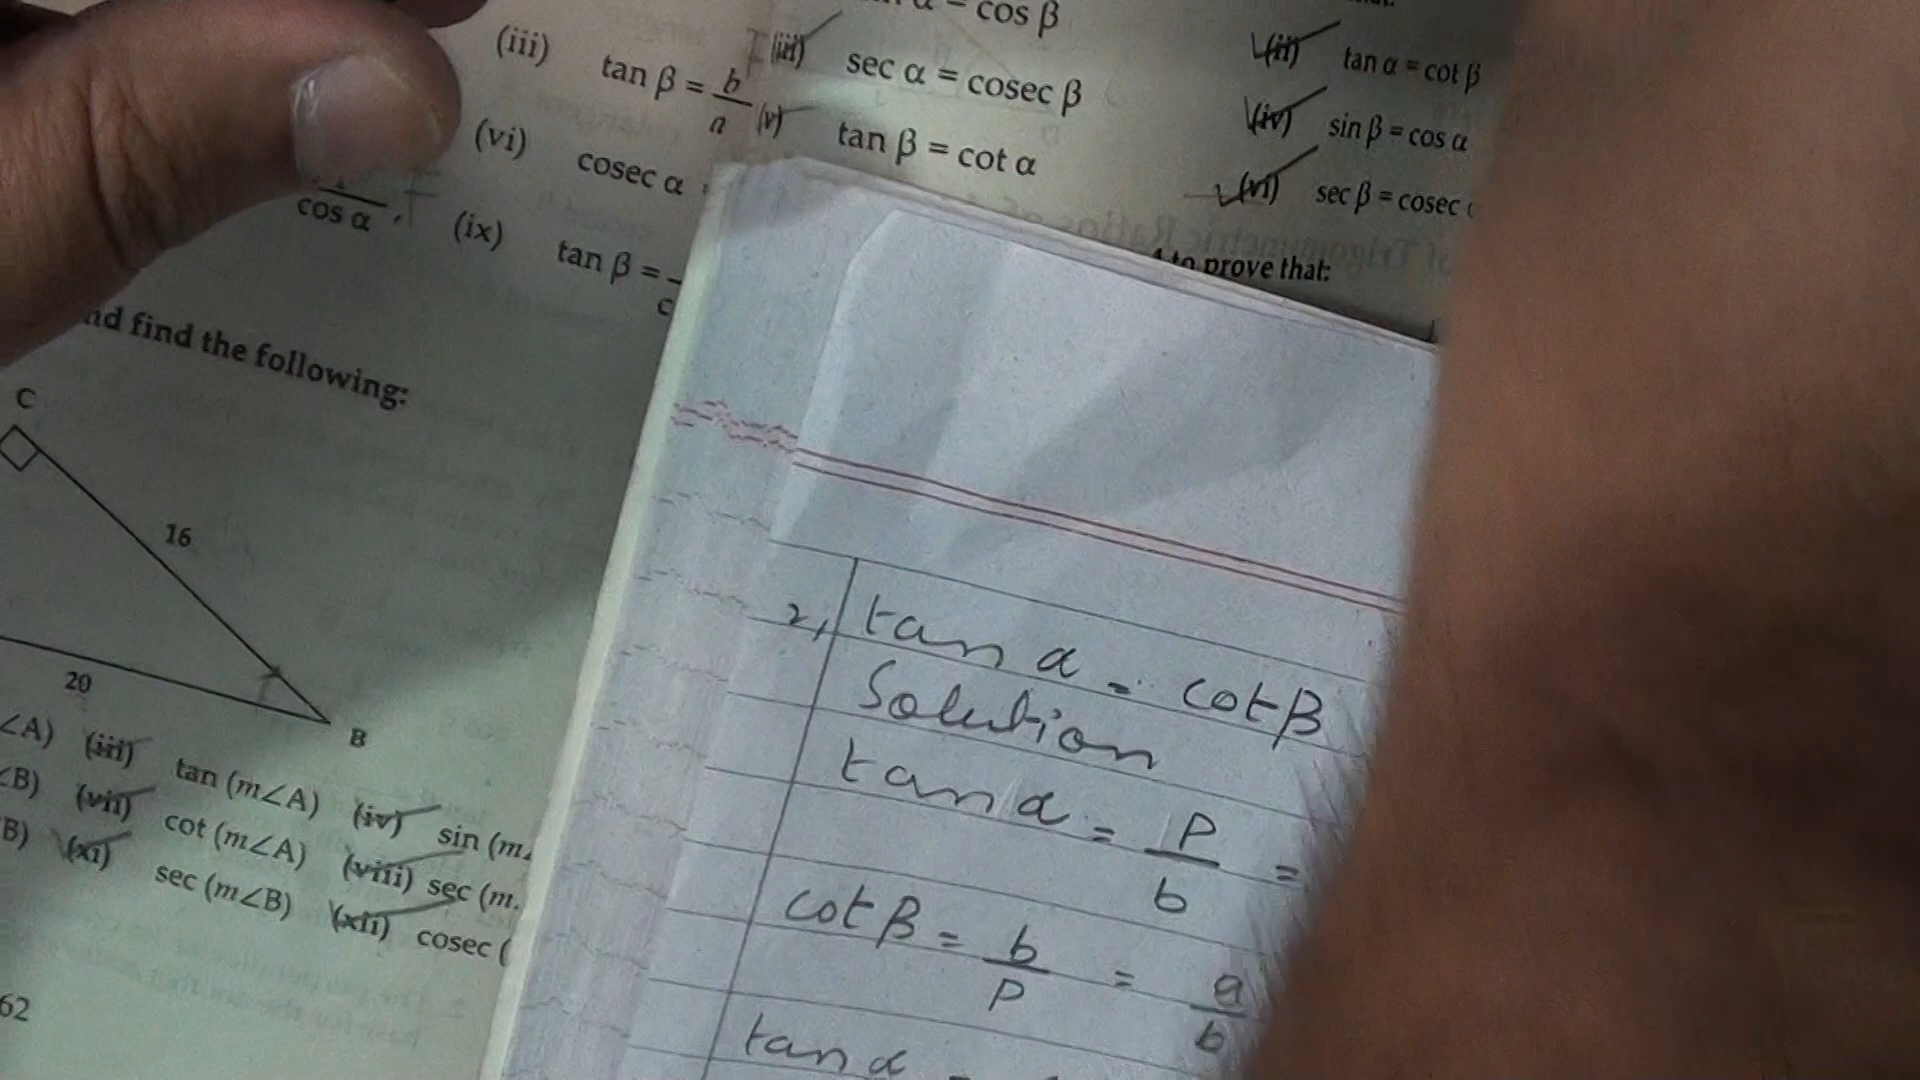 cos β
(iii) tan β = b/a
(iii) sec α = cosec β
(ii) tan α = cot β
(v) tan β = cot α
(iv) sin β = cos α
(vi) cosec α
(vi) sec β = cosec
cos α , (ix) tan β =
to prove that:
find the following:
C
16
20
B
∠A) (iii) tan (m∠A) (iv) sin (m
∠B) (vii) cot (m∠A) (viii) sec (m
B) (xi) sec (m∠B) (xii) cosec (
62
2, tan α = cot β
Solution
tan α = P/b =
cot β = b/P = a/b
tan α =